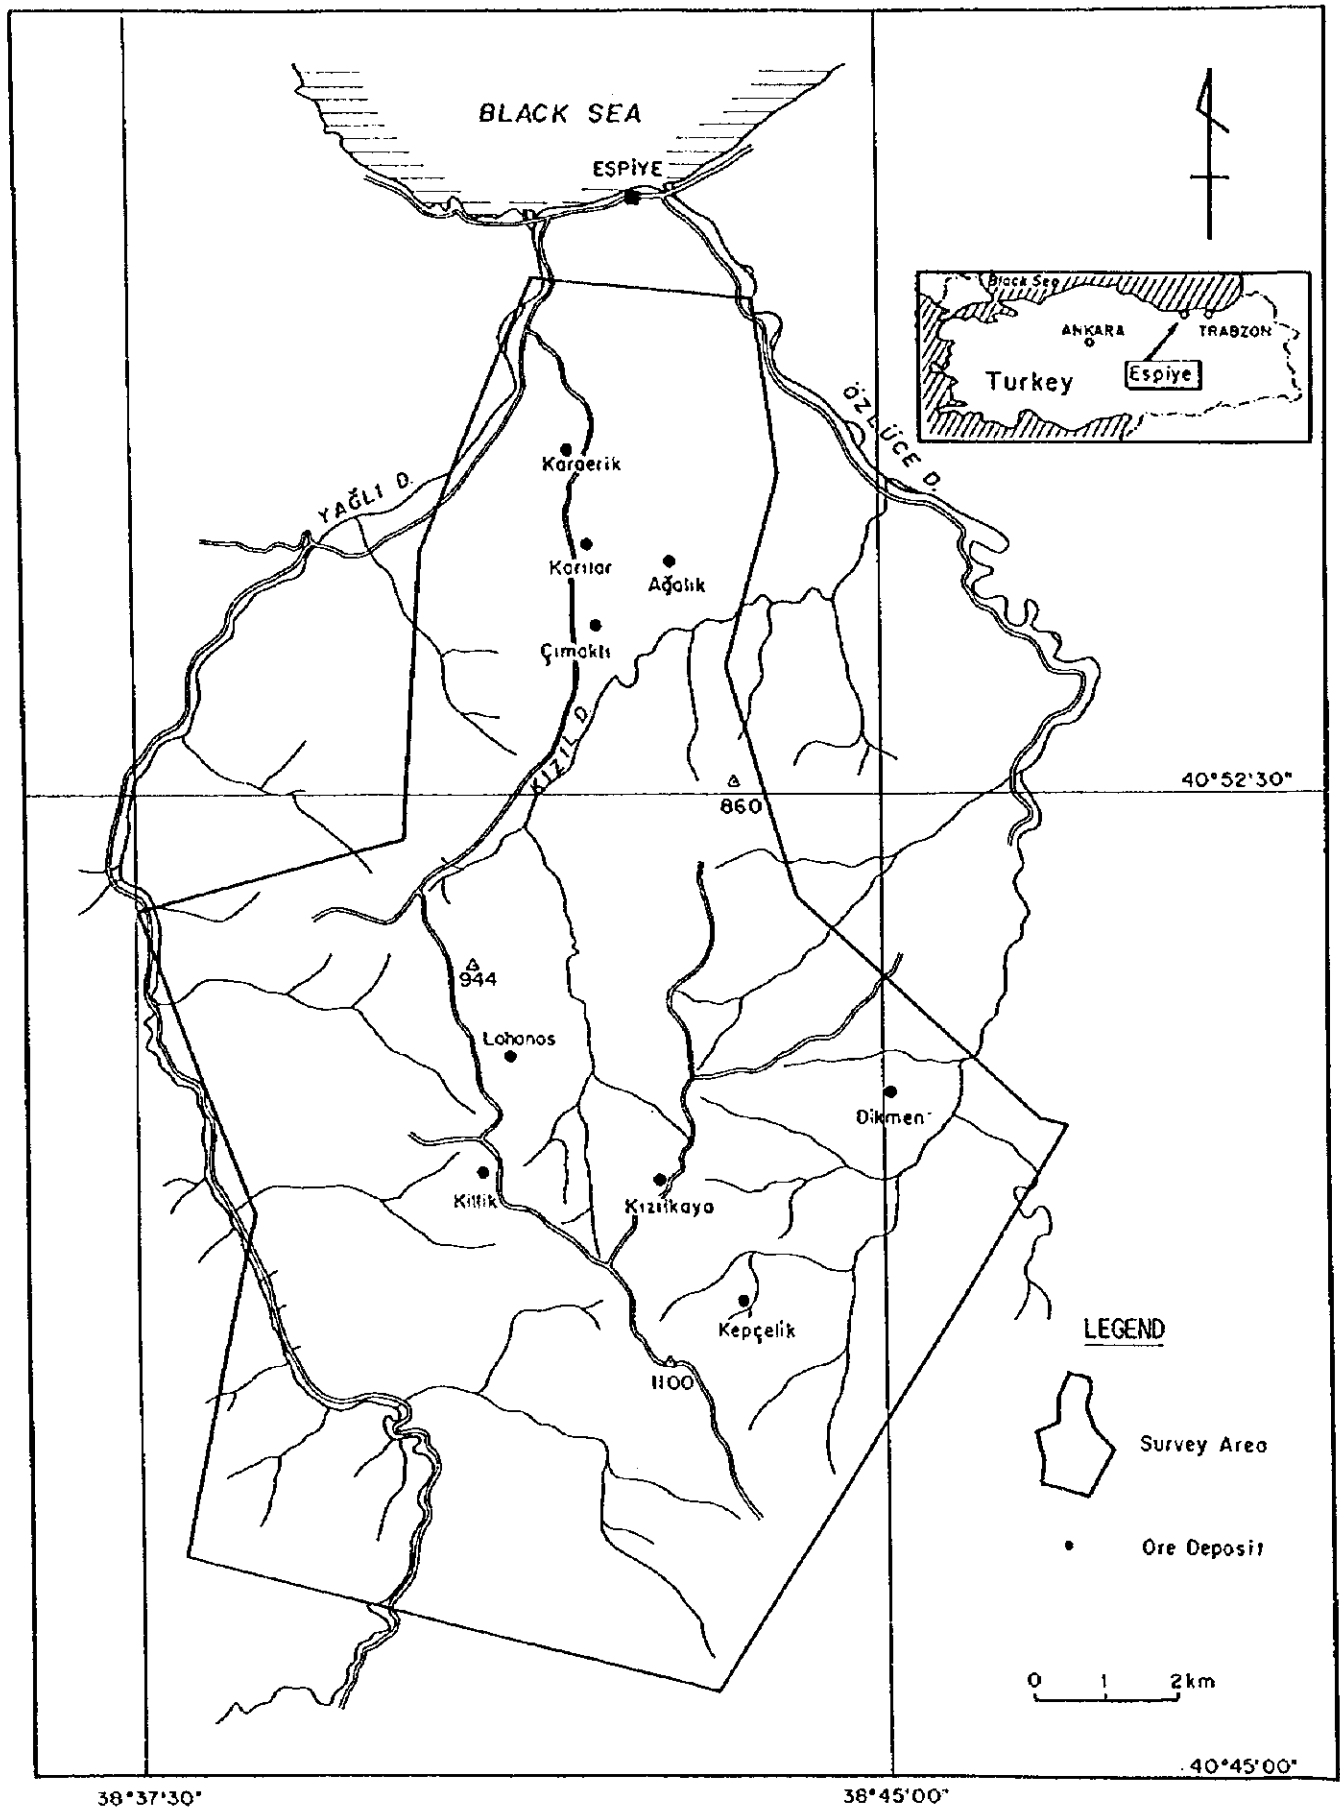 BLACK SEA
ESPİYE
Black Sea
ANKARA
TRABZON
Espiye
Turkey
ÖZLÜCE D.
Karaerik
YAĞLI D.
Karılar
Ağalık
Çımaklı
KIZIL D.
40°52'30"
860
944
Lahanos
Dikmen
Killik
Kızılkaya
Kepçelik
1100
LEGEND
Survey Area
Ore Deposit
0 1 2km
40°45'00"
38°37'30"
38°45'00"